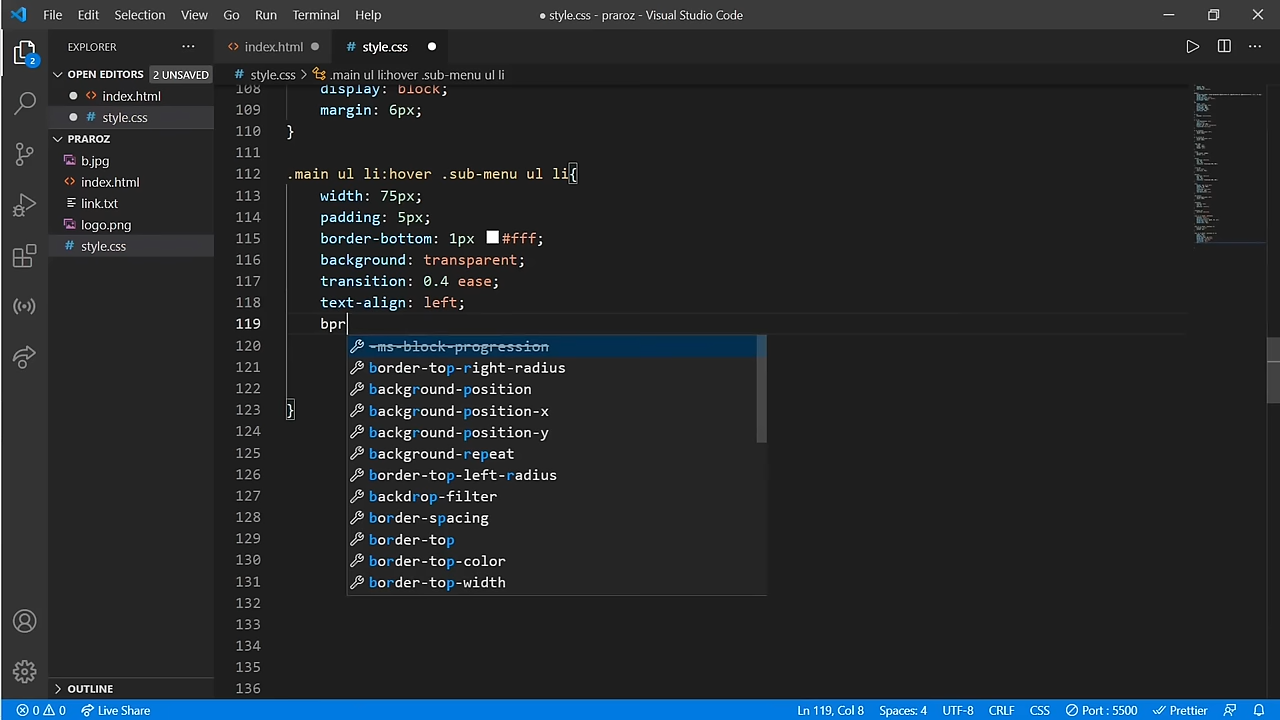 File Edit Selection View Go Run Terminal Help
● style.css - praroz - Visual Studio Code
EXPLORER
index.html
# style.css
OPEN EDITORS 2 UNSAVED
index.html
# style.css
# style.css > .main ul li:hover .sub-menu ul li
PRAROZ
b.jpg
index.html
link.txt
logo.png
# style.css
108 display: block;
109 margin: 6px;
110 }
111
112 .main ul li:hover .sub-menu ul li{
113 width: 75px;
114 padding: 5px;
115 border-bottom: 1px #fff;
116 background: transparent;
117 transition: 0.4 ease;
118 text-align: left;
119 bpr
120
-ms-block-progression
121
border-top-right-radius
122
background-position
123 }
background-position-x
124
background-position-y
125
background-repeat
126
border-top-left-radius
127
backdrop-filter
128
border-spacing
129
border-top
130
border-top-color
131
border-top-width
132
133
134
135
136
2
OUTLINE
0 0 Live Share
Ln 119, Col 8 Spaces: 4 UTF-8 CRLF CSS Port : 5500 Prettier